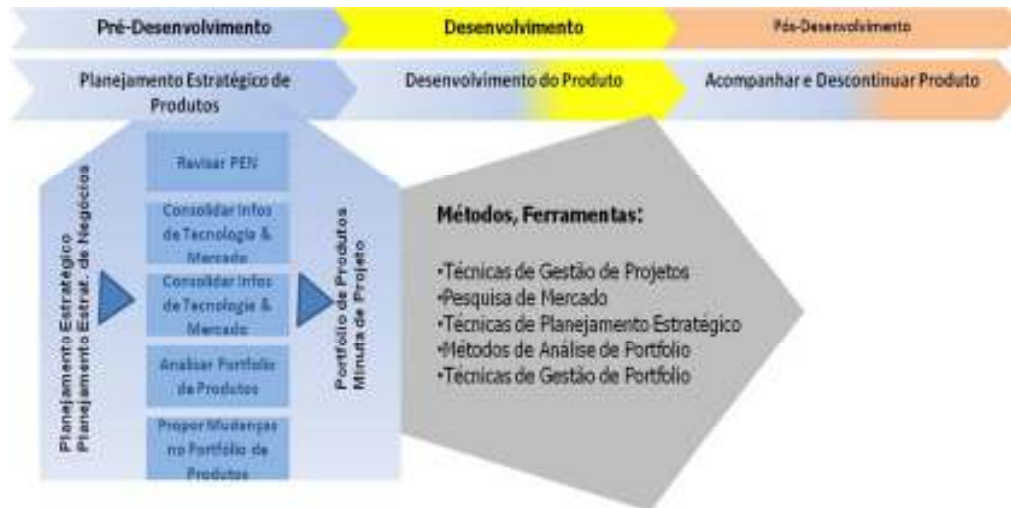 Pré-Desenvolvimento
Desenvolvimento
Pós-Desenvolvimento
Planejamento Estratégico de
Produtos
Desenvolvimento do Produto
Acompanhar e Descontinuar Produto
Planejamento Estratégico
Planejamento Estrat. de Negócios
Revisar PEN
Consolidar Infos
de Tecnologia &
Mercado
Consolidar Infos
de Tecnologia &
Mercado
Analisar Portfolio
de Produtos
Propor Mudanças
no Portfólio de
Produtos
Portfolio de Produtos
Minuta de Projeto
Métodos, Ferramentas:
•Técnicas de Gestão de Projetos
•Pesquisa de Mercado
•Técnicas de Planejamento Estratégico
•Métodos de Análise de Portfolio
•Técnicas de Gestão de Portfolio